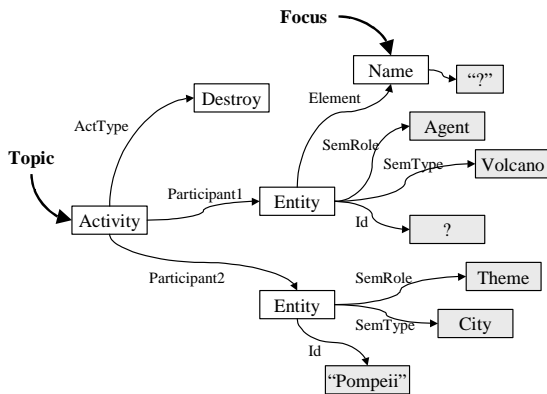 Focus
Name
“?”
Element
Destroy
ActType
Agent
SemRole
Topic
SemType
Volcano
Participant1
Entity
Activity
Id
?
Participant2
SemRole
Theme
Entity
SemType
City
Id
“Pompeii”